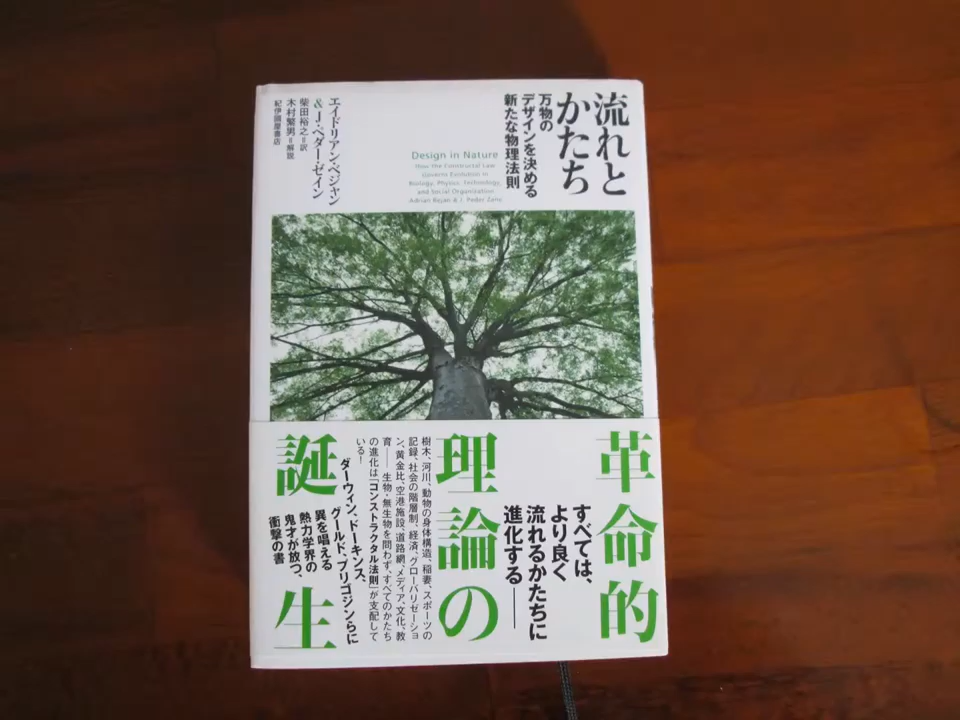 流れと
かたち
万物の
デザインを決める
新たな物理法則
Design in Nature
How the Constructal Law
Governs Evolution in
Biology, Physics, Technology,
and Social Organization
Adrian Bejan & J. Peder Zane
エイドリアン・ベジャン
&J・ペダー・ゼイン
柴田裕之=訳
木村繁男=解説
紀伊國屋書店
革命的
理論の
誕生
すべては、
より良く
流れるかたちに
進化する――
樹木、河川、動物の身体構造、稲妻、スポーツの
記録、社会の階層制、経済、グローバリゼーショ
ン、黄金比、空港施設、道路網、メディア、文化、教
育―― 生物・無生物を問わず、すべてのかたち
の進化は「コンストラクタル法則」が支配して
いる!
ダーウィン、ドーキンス、
グールド、プリゴジンらに
異を唱える
熱力学界の
鬼才が放つ、
衝撃の書